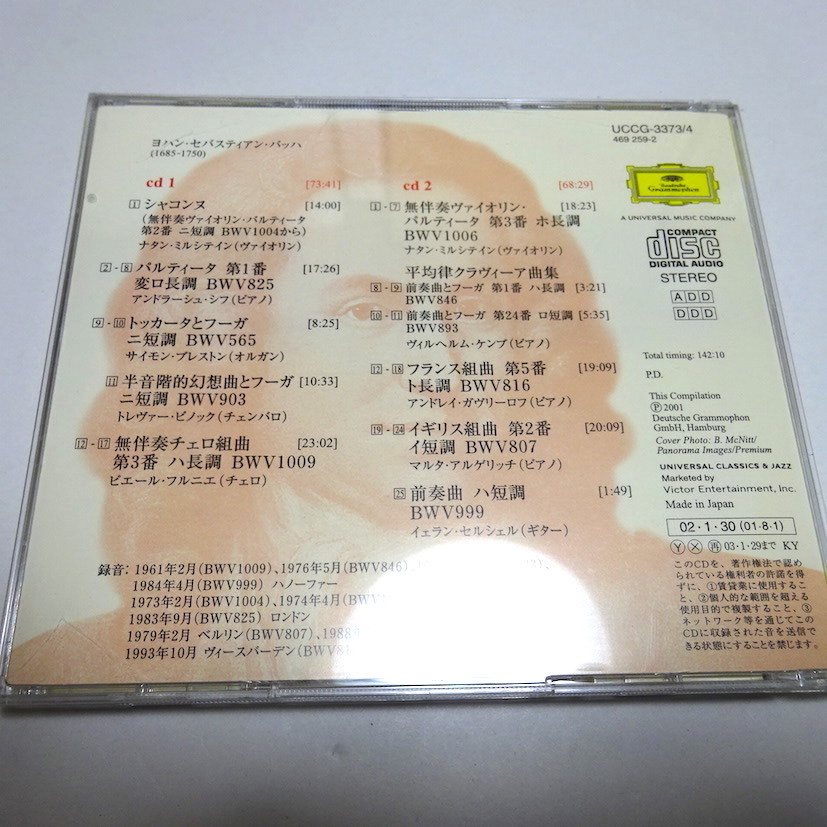 ヨハン・セバスティアン・バッハ
(1685-1750)
cd 1 [73:41]
1 シャコンヌ [14:00]
(無伴奏ヴァイオリン・パルティータ
第2番 ニ短調 BWV1004から)
ナタン・ミルシテイン(ヴァイオリン)
2 - 8 パルティータ 第1番 [17:26]
変ロ長調 BWV825
アンドラーシュ・シフ(ピアノ)
9 - 10 トッカータとフーガ [8:25]
ニ短調 BWV565
サイモン・プレストン(オルガン)
11 半音階的幻想曲とフーガ [10:33]
ニ短調 BWV903
トレヴァー・ピノック(チェンバロ)
12 - 17 無伴奏チェロ組曲 [23:02]
第3番 ハ長調 BWV1009
ピエール・フルニエ(チェロ)
cd 2 [68:29]
1 - 7 無伴奏ヴァイオリン・ [18:23]
パルティータ 第3番 ホ長調
BWV1006
ナタン・ミルシテイン(ヴァイオリン)
平均律クラヴィーア曲集
8 - 9 前奏曲とフーガ 第1番 ハ長調 [3:21]
BWV846
10 - 11 前奏曲とフーガ 第24番 ロ短調 [5:35]
BWV893
ヴィルヘルム・ケンプ(ピアノ)
12 - 18 フランス組曲 第5番 [19:09]
ト長調 BWV816
アンドレイ・ガヴリーロフ(ピアノ)
19 - 24 イギリス組曲 第2番 [20:09]
イ短調 BWV807
マルタ・アルゲリッチ(ピアノ)
25 前奏曲 ハ短調 [1:49]
BWV999
イェラン・セルシェル(ギター)
録音: 1961年2月(BWV1009)、1976年5月(BWV846)、
1984年4月(BWV999) ハノーファー
1973年2月(BWV1004)、1974年4月(BWV
1983年9月(BWV825) ロンドン
1979年2月 ベルリン(BWV807)、1988
1993年10月 ヴィースバーデン(BWV81
UCCG-3373/4
469 259-2
Deutsche
Grammophon
A UNIVERSAL MUSIC COMPANY
COMPACT
disc
DIGITAL AUDIO
STEREO
ADD
DDD
Total timing: 142:10
P.D.
This Compilation
Ⓟ 2001
Deutsche Grammophon
GmbH, Hamburg
Cover Photo: B. McNitt/
Panorama Images/Premium
UNIVERSAL CLASSICS & JAZZ
Marketed by
Victor Entertainment, Inc.
Made in Japan
02・1・30 (01・8・1)
Ⓨ Ⓧ 再 03・1・29まで KY
このCDを、著作権法で認め
られている権利者の許諾を得
ずに、①賃貸業に使用するこ
と、②個人的な範囲を超える
使用目的で複製すること、③
ネットワーク等を通じてこの
CDに収録された音を送信で
きる状態にすることを禁じます。